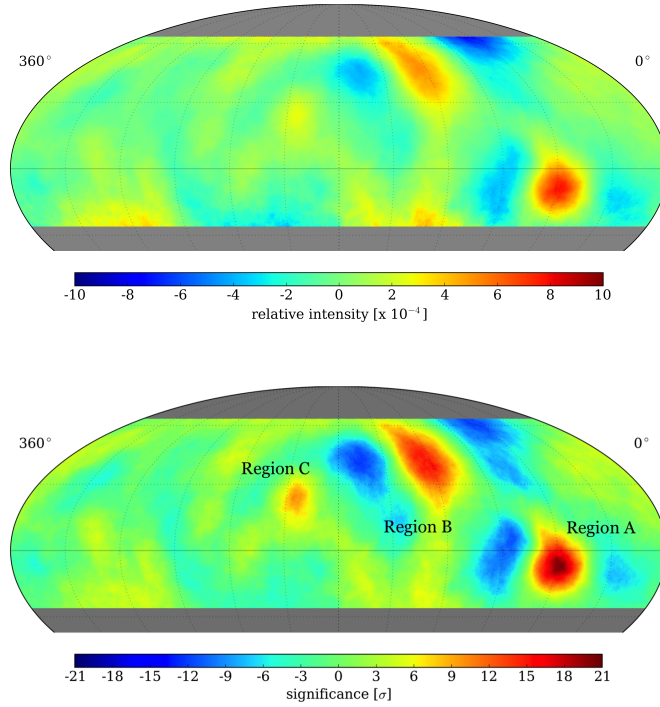 360° 0°
-10 -8 -6 -4 -2 0 2 4 6 8 10
relative intensity [x 10⁻⁴]
360° 0°
Region C
Region B Region A
-21 -18 -15 -12 -9 -6 -3 0 3 6 9 12 15 18 21
significance [σ]